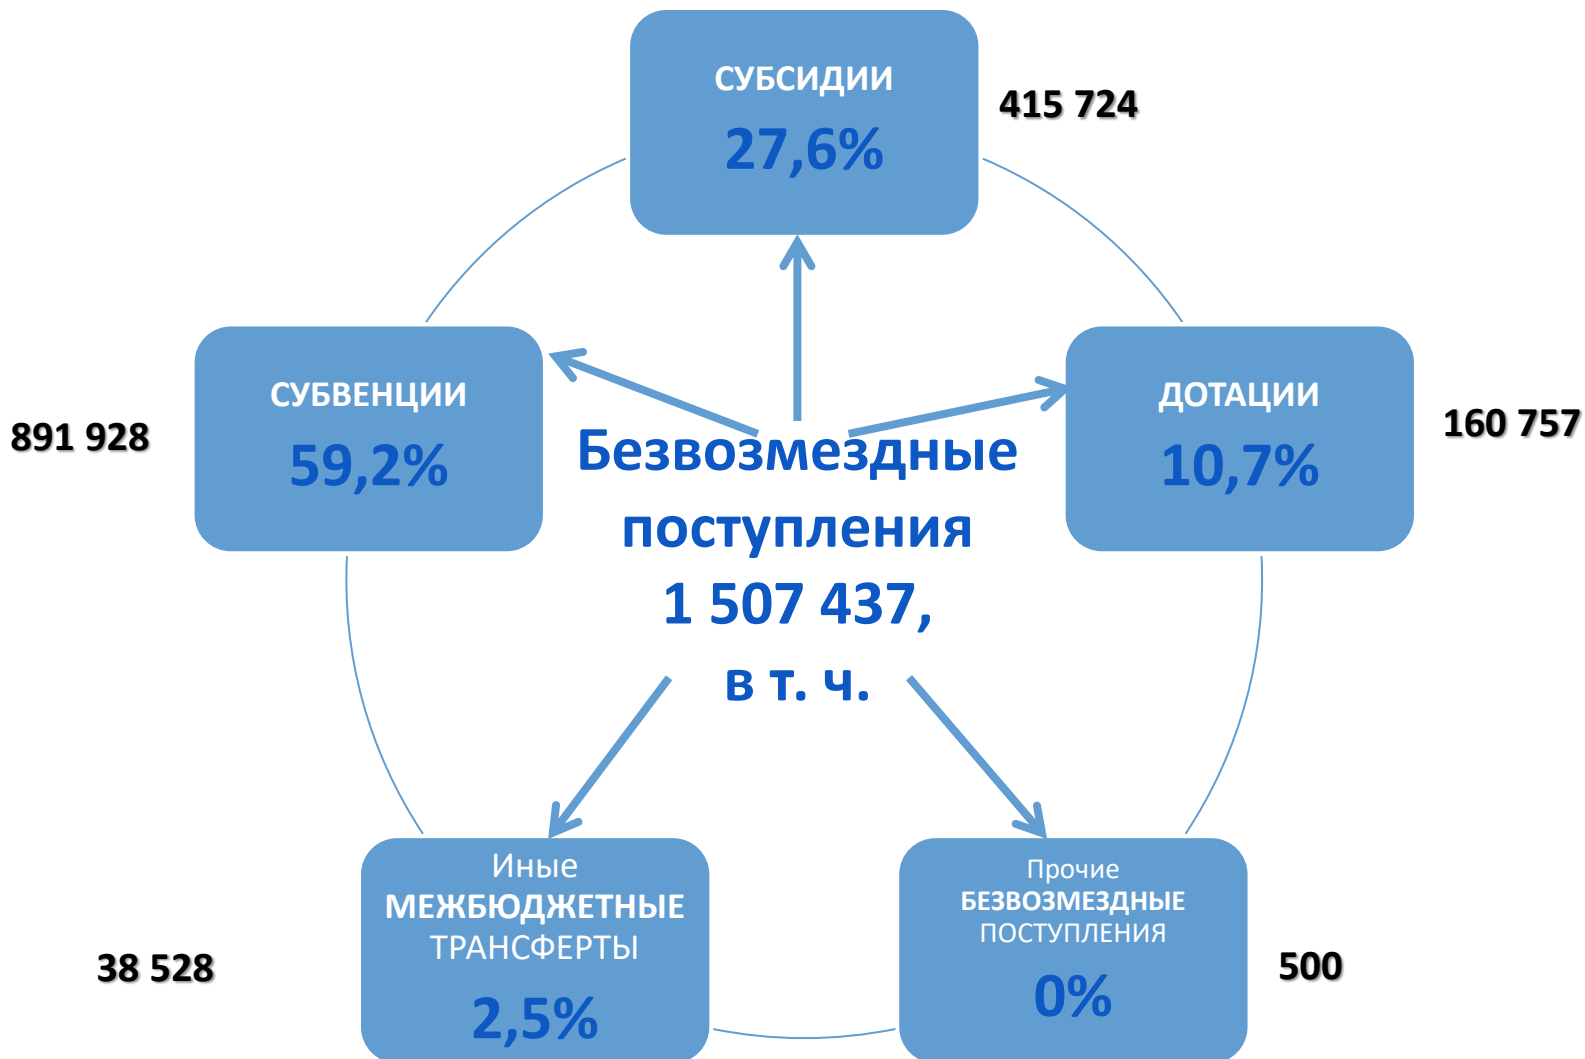 СУБСИДИИ
27,6%
415 724
СУБВЕНЦИИ
59,2%
891 928
ДОТАЦИИ
10,7%
160 757
Безвозмездные
поступления
1 507 437,
в т. ч.
Иные
МЕЖБЮДЖЕТНЫЕ
ТРАНСФЕРТЫ
2,5%
38 528
Прочие
БЕЗВОЗМЕЗДНЫЕ
ПОСТУПЛЕНИЯ
0%
500